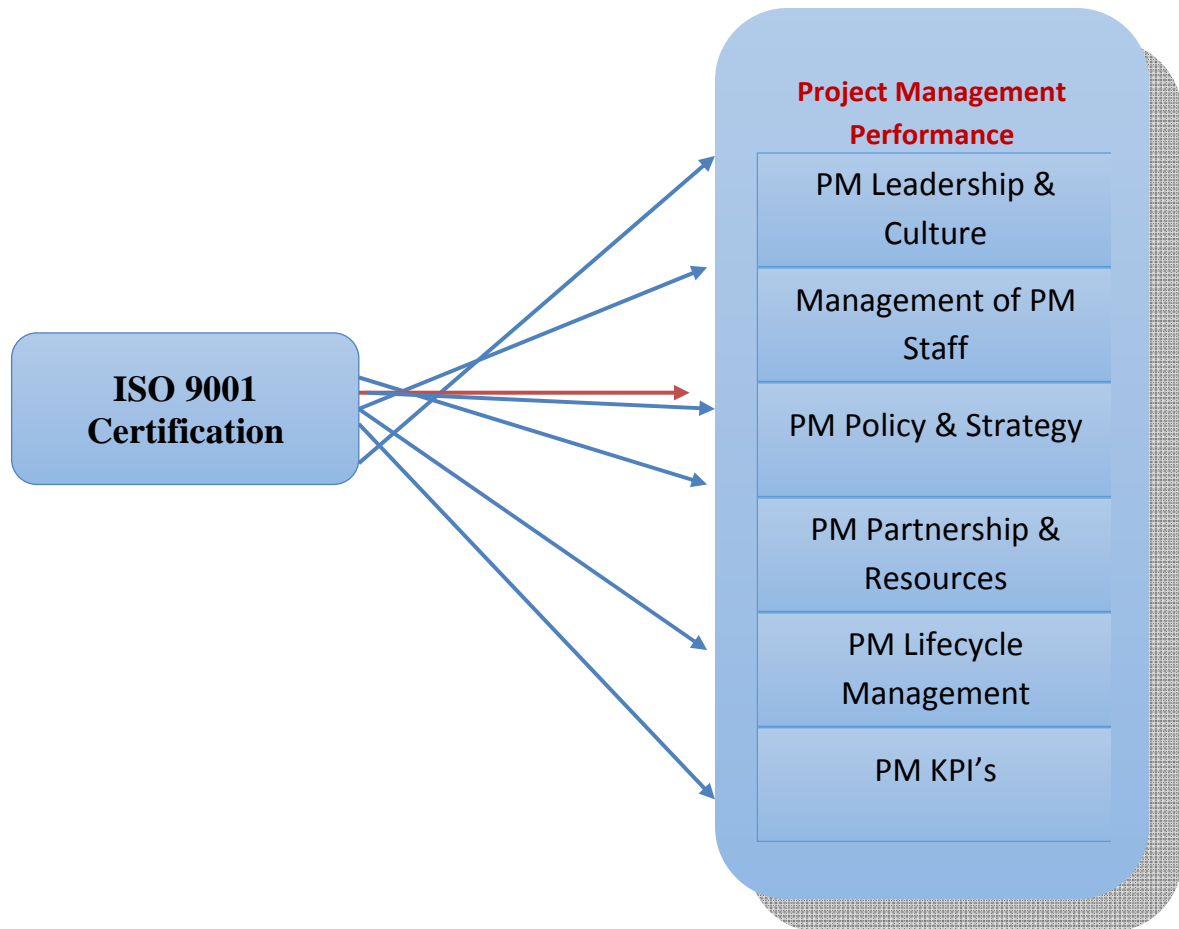 Project Management
Performance
PM Leadership &
Culture
Management of PM
Staff
ISO 9001
Certification
PM Policy & Strategy
PM Partnership &
Resources
PM Lifecycle
Management
PM KPI’s